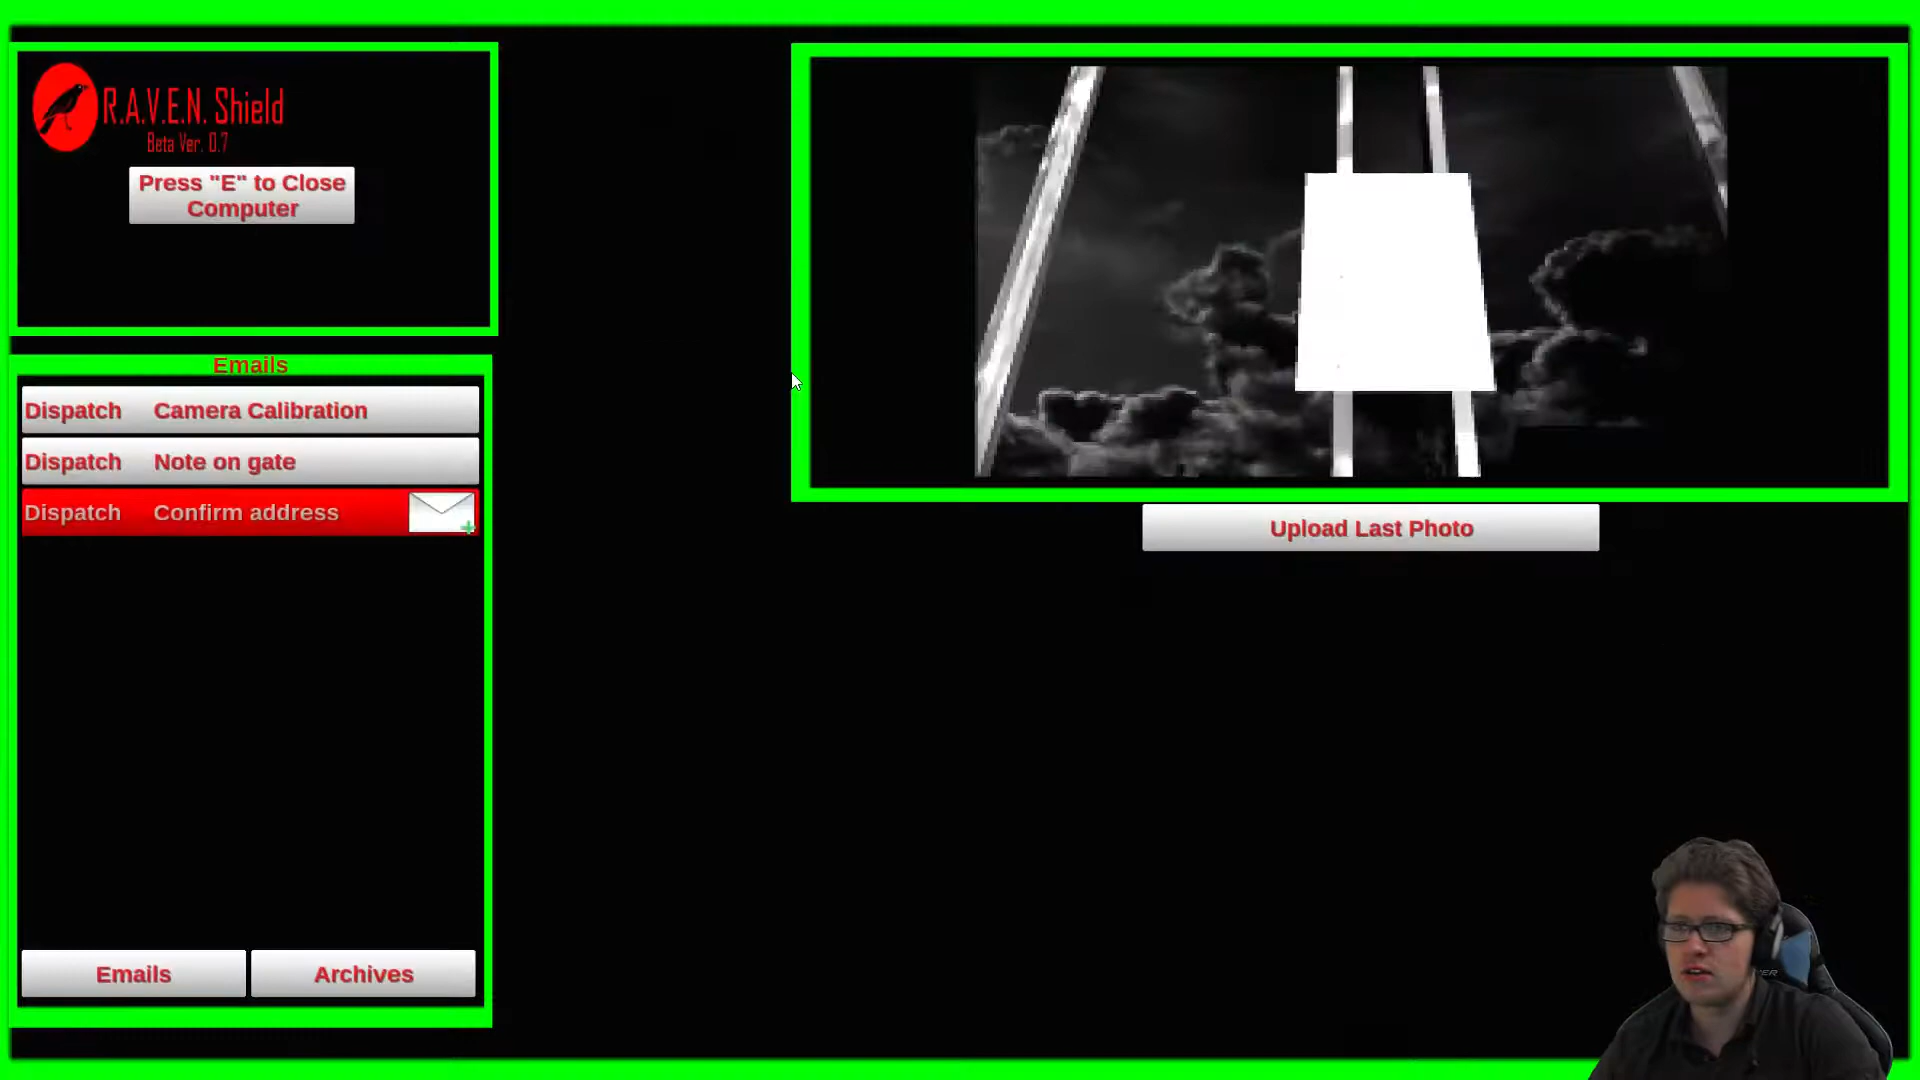 R.A.V.E.N. Shield
Beta Ver. 0.7
Press "E" to Close
Computer
Emails
Dispatch Camera Calibration
Dispatch Note on gate
Dispatch Confirm address
Emails
Archives
Upload Last Photo